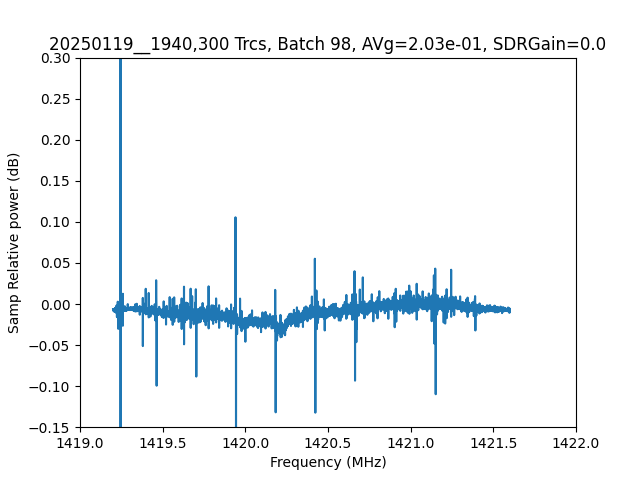 20250119__1940,300 Trcs, Batch 98, AVg=2.03e-01, SDRGain=0.0
0.30
0.25
0.20
0.15
0.10
0.05
0.00
−0.05
−0.10
−0.15
Samp Relative power (dB)
1419.0 1419.5 1420.0 1420.5 1421.0 1421.5 1422.0
Frequency (MHz)